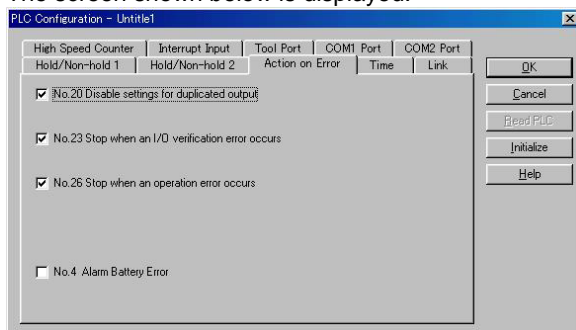 The screen shown below is displayed.
PLC Configuration - Untitle1
High Speed Counter Interrupt Input Tool Port COM1 Port COM2 Port
Hold/Non-hold 1 Hold/Non-hold 2 Action on Error Time Link
OK
No.20 Disable settings for duplicated output
Cancel
Read PLC
No.23 Stop when an I/O verification error occurs
Initialize
Help
No.26 Stop when an operation error occurs
No.4 Alarm Battery Error